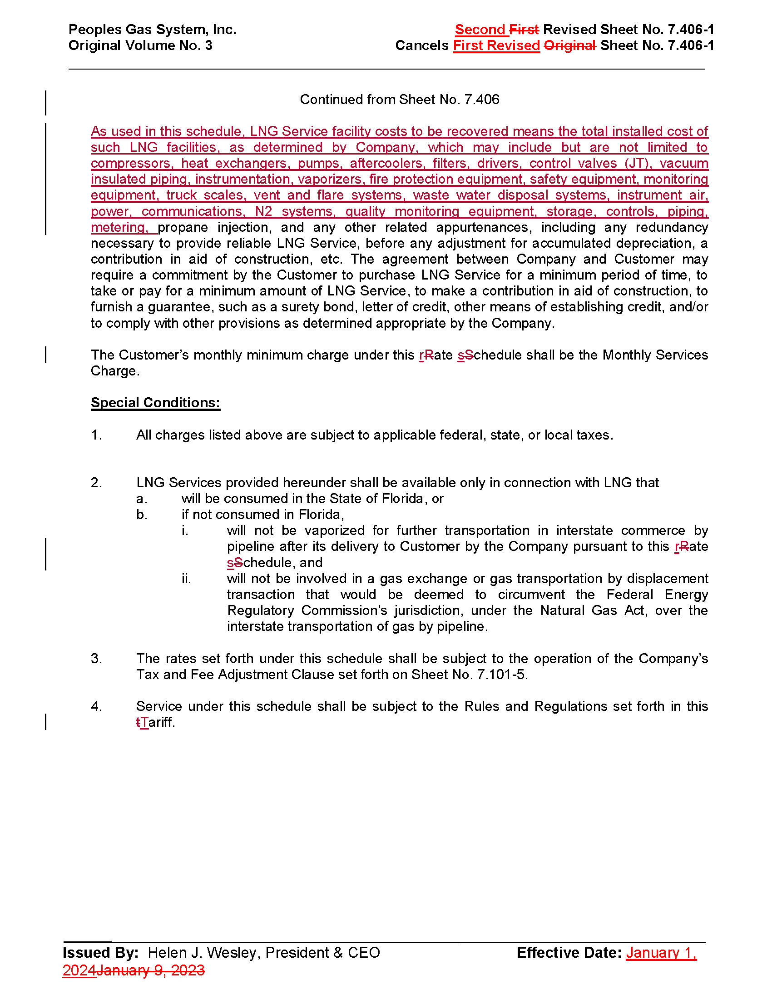 Peoples Gas System, Inc.
Original Volume No. 3
Second First Revised Sheet No. 7.406-1
Cancels First Revised Original Sheet No. 7.406-1
Continued from Sheet No. 7.406
As used in this schedule, LNG Service facility costs to be recovered means the total installed cost of
such LNG facilities, as determined by Company, which may include but are not limited to
compressors, heat exchangers, pumps, aftercoolers, filters, drivers, control valves (JT), vacuum
insulated piping, instrumentation, vaporizers, fire protection equipment, safety equipment, monitoring
equipment, truck scales, vent and flare systems, waste water disposal systems, instrument air,
power, communications, N2 systems, quality monitoring equipment, storage, controls, piping,
metering, propane injection, and any other related appurtenances, including any redundancy
necessary to provide reliable LNG Service, before any adjustment for accumulated depreciation, a
contribution in aid of construction, etc. The agreement between Company and Customer may
require a commitment by the Customer to purchase LNG Service for a minimum period of time, to
take or pay for a minimum amount of LNG Service, to make a contribution in aid of construction, to
furnish a guarantee, such as a surety bond, letter of credit, other means of establishing credit, and/or
to comply with other provisions as determined appropriate by the Company.
The Customer's monthly minimum charge under this rRate sSchedule shall be the Monthly Services
Charge.
Special Conditions:
1. All charges listed above are subject to applicable federal, state, or local taxes.
2. LNG Services provided hereunder shall be available only in connection with LNG that
a. will be consumed in the State of Florida, or
b. if not consumed in Florida,
i. will not be vaporized for further transportation in interstate commerce by
pipeline after its delivery to Customer by the Company pursuant to this rRate
sSchedule, and
ii. will not be involved in a gas exchange or gas transportation by displacement
transaction that would be deemed to circumvent the Federal Energy
Regulatory Commission's jurisdiction, under the Natural Gas Act, over the
interstate transportation of gas by pipeline.
3. The rates set forth under this schedule shall be subject to the operation of the Company's
Tax and Fee Adjustment Clause set forth on Sheet No. 7.101-5.
4. Service under this schedule shall be subject to the Rules and Regulations set forth in this
tTariff.
Issued By: Helen J. Wesley, President & CEO Effective Date: January 1,
2024January 9, 2023